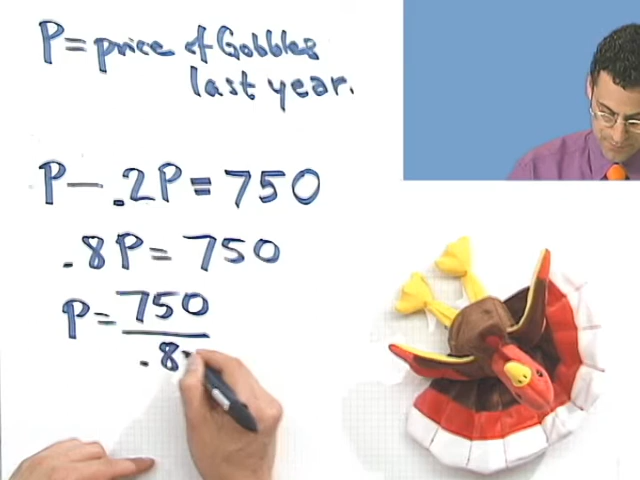 P = price of Gobbles
last year.
P - .2P = 750
.8P = 750
P = 750
.8